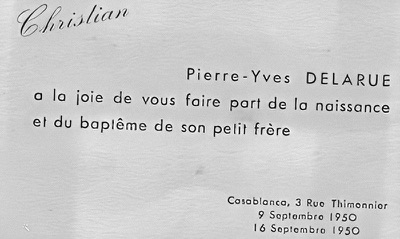 Christian
Pierre-Yves DELARUE
a la joie de vous faire part de la naissance
et du baptême de son petit frère
Casablanca, 3 Rue Thimonnier
9 Septembre 1950
16 Septembre 1950